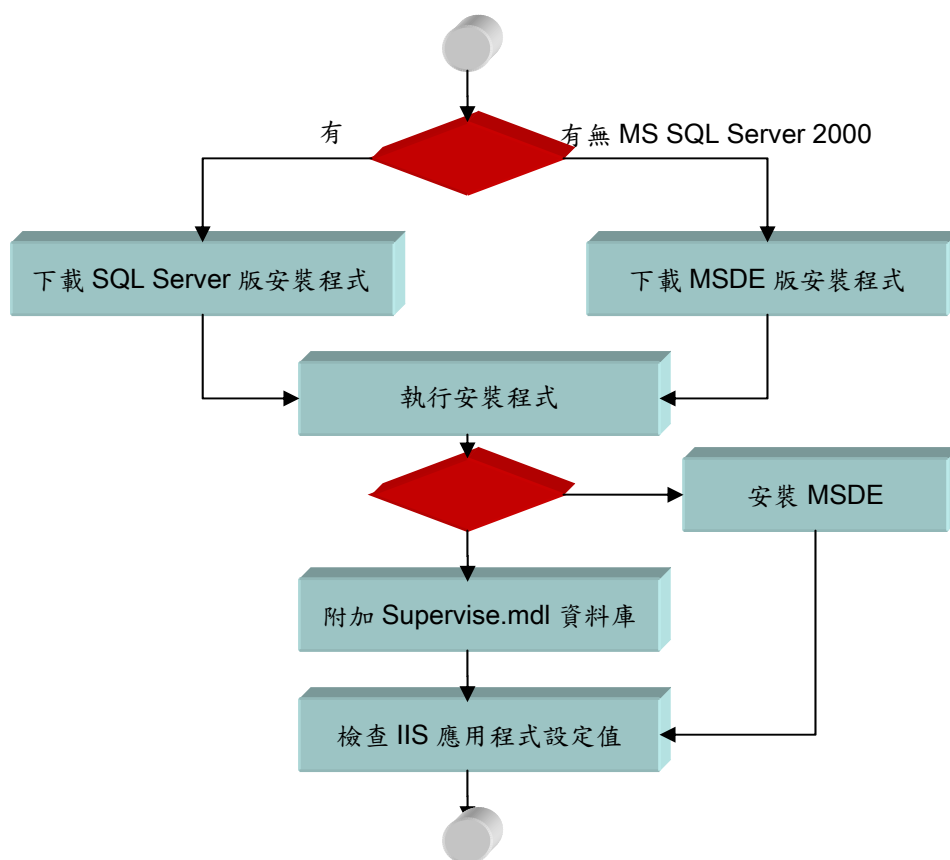 有
有無 MS SQL Server 2000
下載 SQL Server 版安裝程式
下載 MSDE 版安裝程式
執行安裝程式
安裝 MSDE
附加 Supervise.mdl 資料庫
檢查 IIS 應用程式設定值